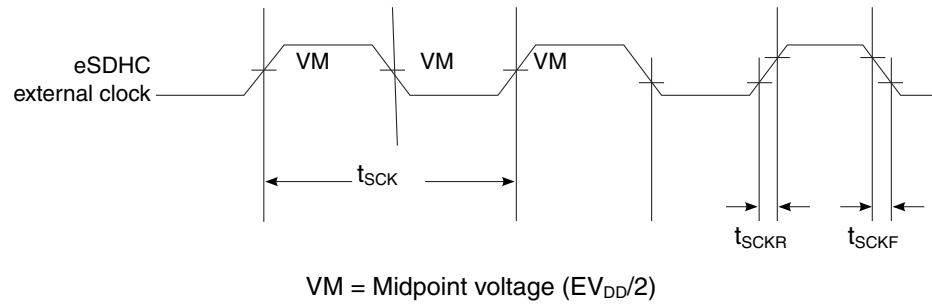 VM VM VM
eSDHC
external clock
tSCK
tSCKR tSCKF
VM = Midpoint voltage (EVDD/2)